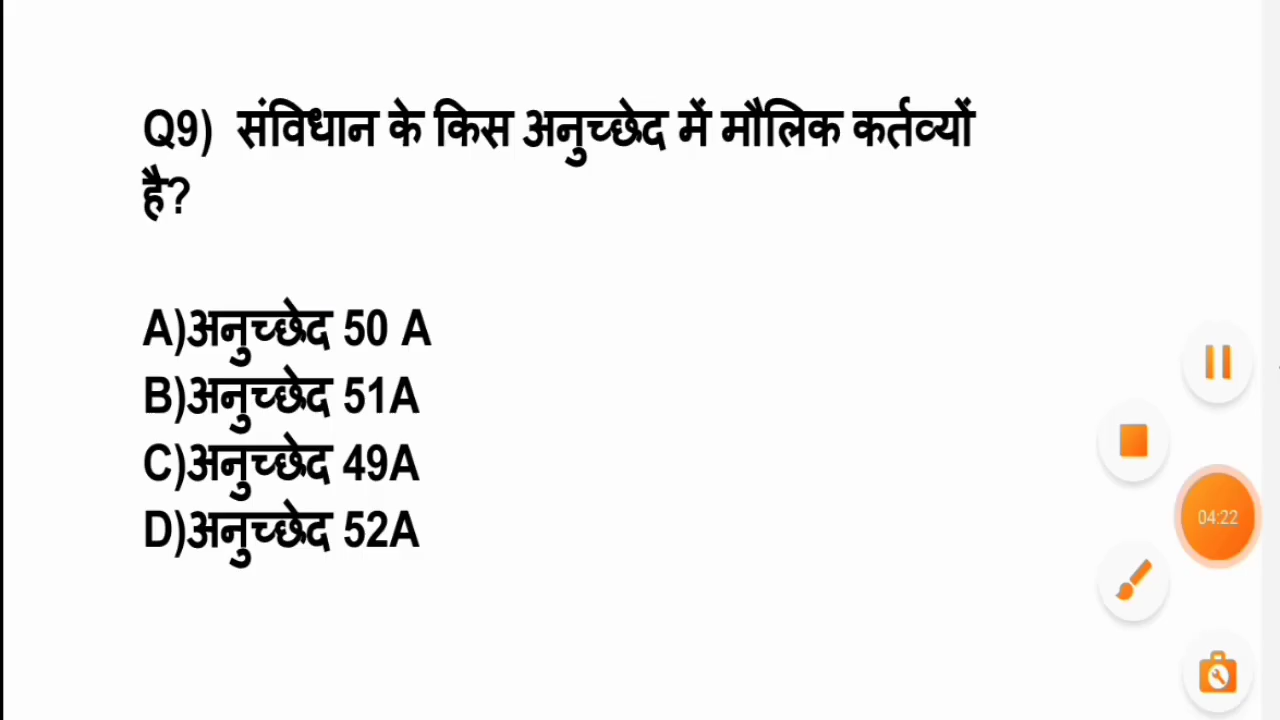 Q9)  संविधान के किस अनुच्छेद में मौलिक कर्तव्यों
है?
A)अनुच्छेद 50 A
B)अनुच्छेद 51A
C)अनुच्छेद 49A
D)अनुच्छेद 52A
04:22